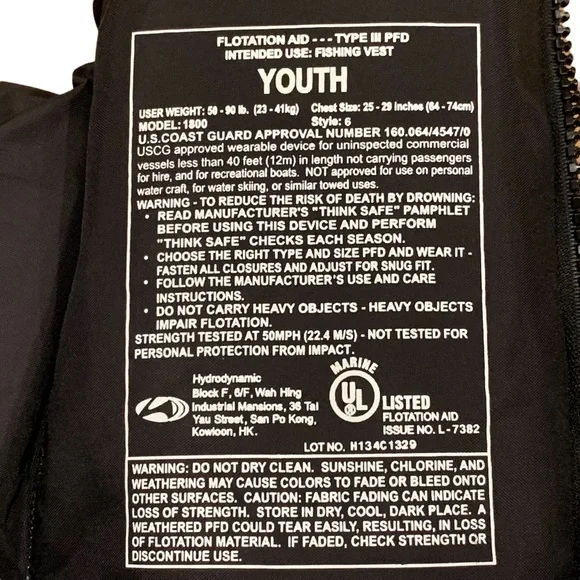 FLOTATION AID - - - TYPE III PFD
INTENDED USE: FISHING VEST
YOUTH
USER WEIGHT: 50 - 90 lb. (23 - 41kg) Chest Size: 25 - 29 inches (64 - 74cm)
MODEL: 1800 Style: 6
U.S.COAST GUARD APPROVAL NUMBER 160.064/4547/0
USCG approved wearable device for uninspected commercial
vessels less than 40 feet (12m) in length not carrying passengers
for hire, and for recreational boats. NOT approved for use on personal
water craft, for water skiing, or similar towed uses.
WARNING - TO REDUCE THE RISK OF DEATH BY DROWNING:
• READ MANUFACTURER'S "THINK SAFE" PAMPHLET
BEFORE USING THIS DEVICE AND PERFORM
"THINK SAFE" CHECKS EACH SEASON.
• CHOOSE THE RIGHT TYPE AND SIZE PFD AND WEAR IT -
FASTEN ALL CLOSURES AND ADJUST FOR SNUG FIT.
• FOLLOW THE MANUFACTURER'S USE AND CARE
INSTRUCTIONS.
• DO NOT CARRY HEAVY OBJECTS - HEAVY OBJECTS
IMPAIR FLOTATION.
STRENGTH TESTED AT 50MPH (22.4 M/S) - NOT TESTED FOR
PERSONAL PROTECTION FROM IMPACT.
Hydrodynamic
Block F, 6/F, Wah Hing
Industrial Mansions, 36 Tai
Yau Street, San Po Kong,
Kowloon, HK.
MARINE
UL
LISTED
FLOTATION AID
ISSUE NO. L - 7382
LOT NO. H134C1329
WARNING: DO NOT DRY CLEAN. SUNSHINE, CHLORINE, AND
WEATHERING MAY CAUSE COLORS TO FADE OR BLEED ONTO
OTHER SURFACES. CAUTION: FABRIC FADING CAN INDICATE
LOSS OF STRENGTH. STORE IN DRY, COOL, DARK PLACE. A
WEATHERED PFD COULD TEAR EASILY, RESULTING, IN LOSS
OF FLOTATION MATERIAL. IF FADED, CHECK STRENGTH OR
DISCONTINUE USE.